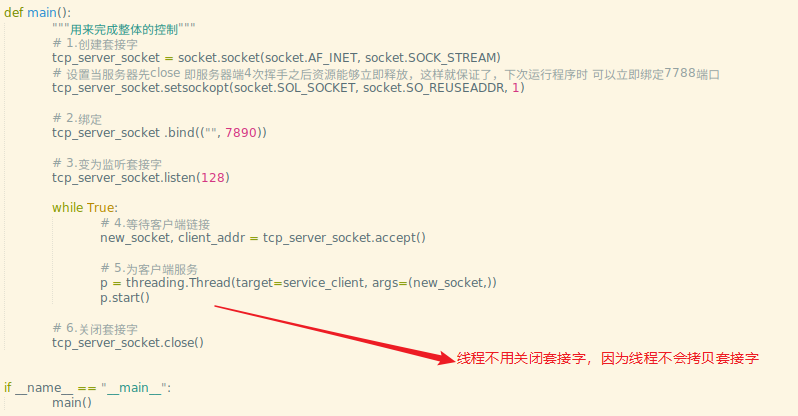 def main():
"""用来完成整体的控制"""
# 1.创建套接字
tcp_server_socket = socket.socket(socket.AF_INET, socket.SOCK_STREAM)
# 设置当服务器先close 即服务器端4次挥手之后资源能够立即释放，这样就保证了，下次运行程序时 可以立即绑定7788端口
tcp_server_socket.setsockopt(socket.SOL_SOCKET, socket.SO_REUSEADDR, 1)
# 2.绑定
tcp_server_socket .bind(("", 7890))
# 3.变为监听套接字
tcp_server_socket.listen(128)
while True:
# 4.等待客户端链接
new_socket, client_addr = tcp_server_socket.accept()
# 5.为客户端服务
p = threading.Thread(target=service_client, args=(new_socket,))
p.start()
# 6.关闭套接字
tcp_server_socket.close()
线程不用关闭套接字，因为线程不会拷贝套接字
if __name__ == "__main__":
main()